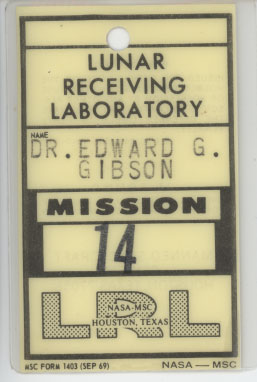 LUNAR
RECEIVING
LABORATORY
NAME
DR. EDWARD G.
GIBSON
MISSION
14
LRL
NASA-MSC
HOUSTON, TEXAS
MSC FORM 1403 (SEP 69)
NASA — MSC